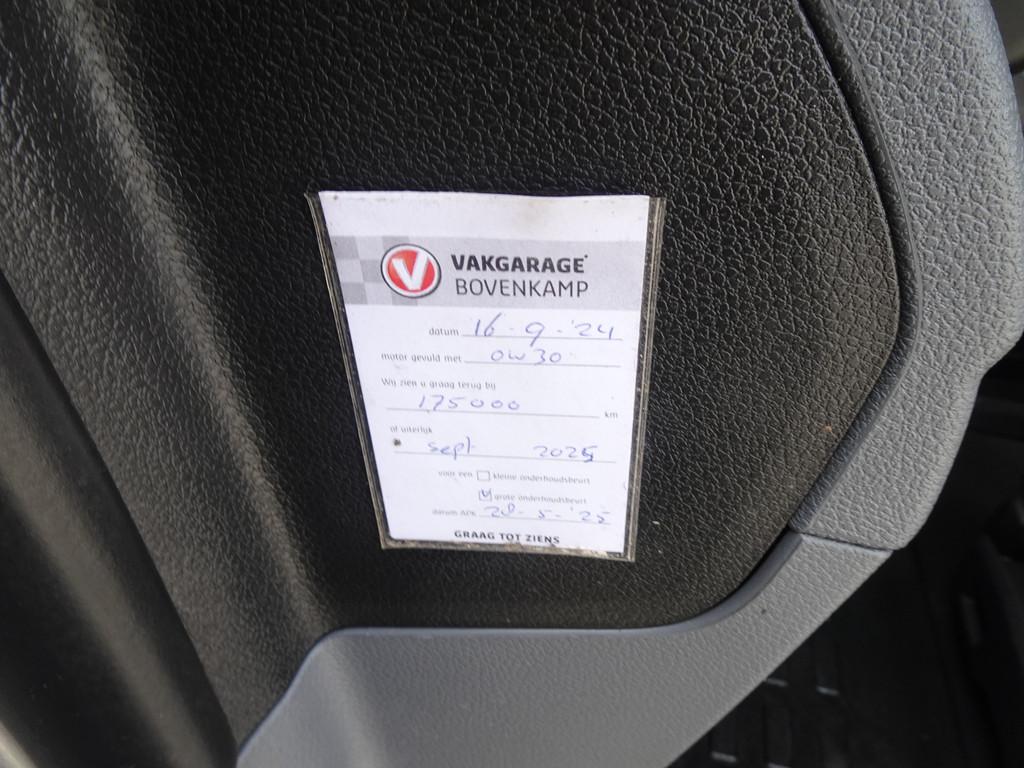 V VAKGARAGE
BOVENKAMP
datum 16-9-'24
motor gevuld met 0w30
Wij zien u graag terug bij
175000 km
of uiterlijk
sept 2025
voor een kleine onderhoudsbeurt
grote onderhoudsbeurt
datum APK 28-5-'25
GRAAG TOT ZIENS